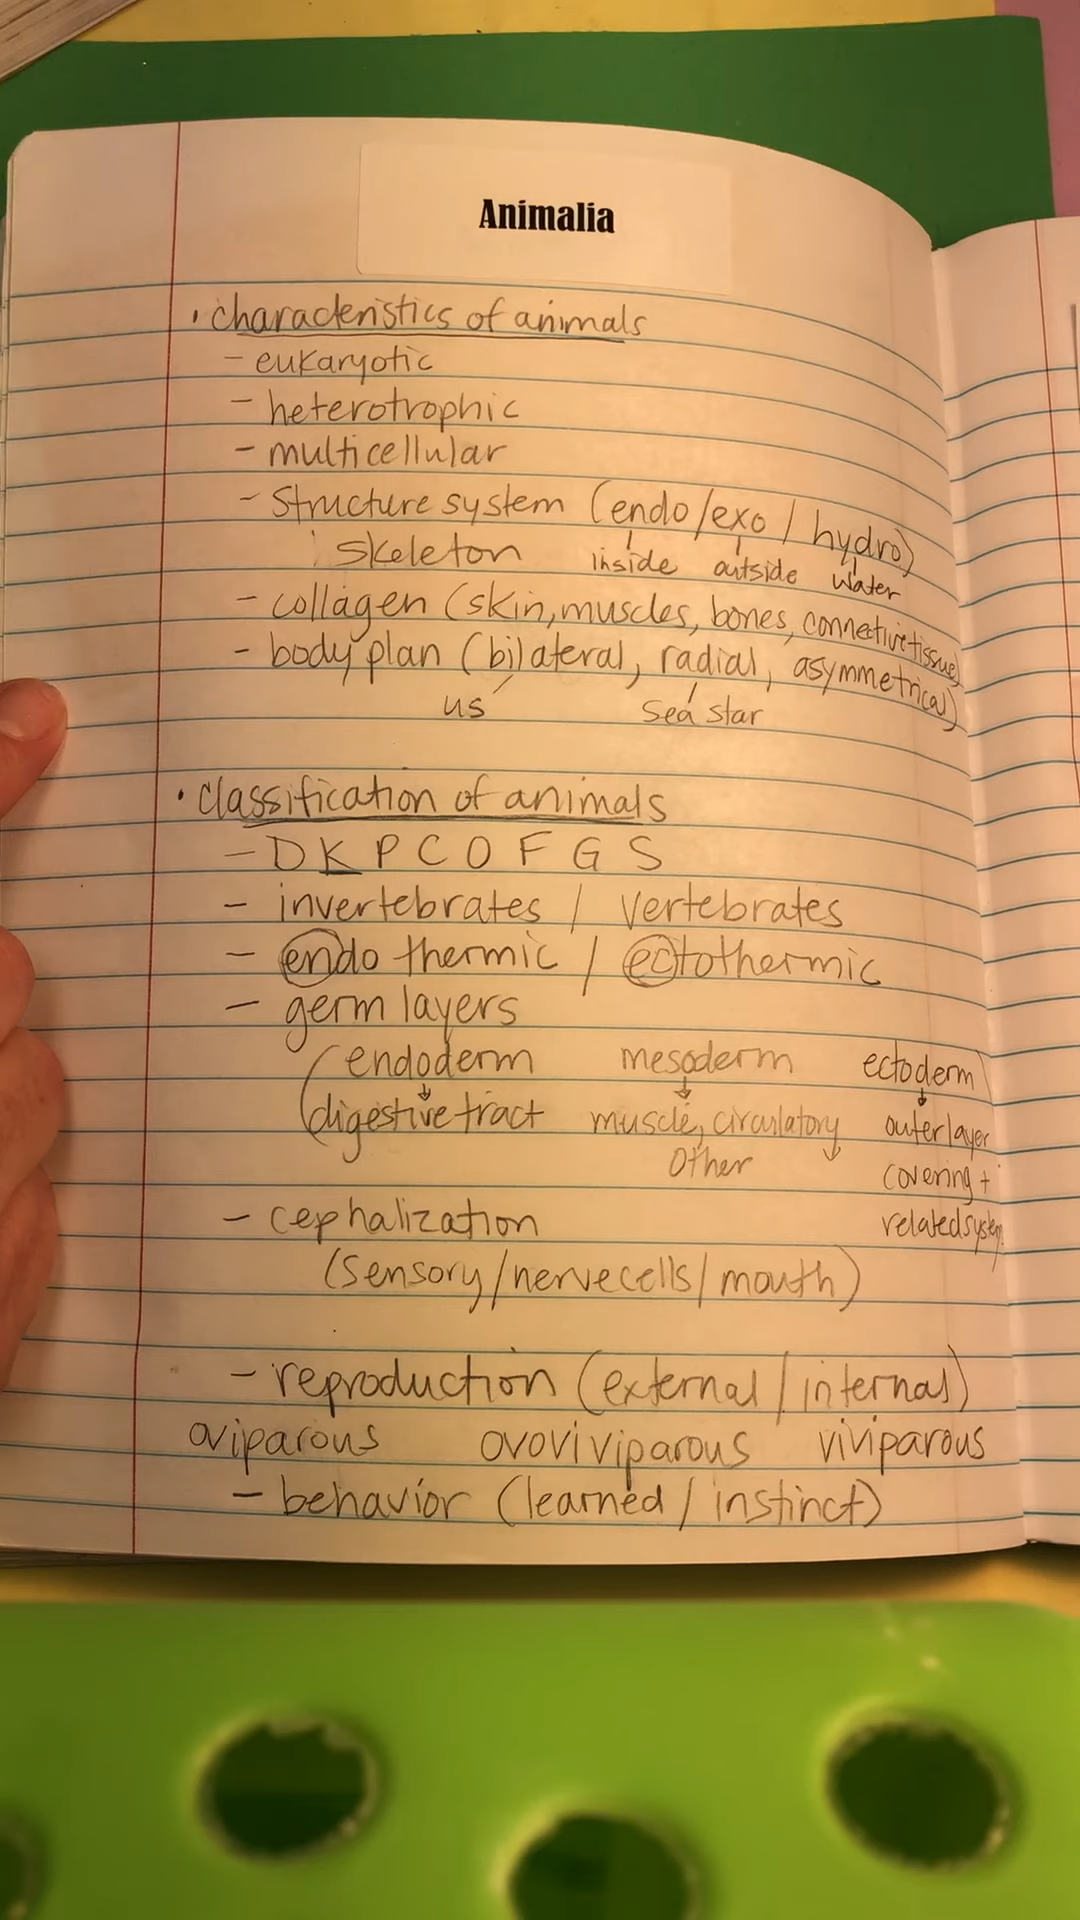 Animalia
• characteristics of animals
- eukaryotic
- heterotrophic
- multicellular
- Structure system (endo/exo / hydro)
skeleton inside outside water
- collagen (skin, muscles, bones, connective tissue)
- body plan (bilateral, radial, asymmetrical)
us sea star
• classification of animals
- D K P C O F G S
- invertebrates / vertebrates
- endothermic / ectothermic
- germ layers
(endoderm mesoderm ectoderm)
digestive tract muscle, circulatory outer layer
other covering +
- cephalization related system
(sensory/nerve cells/mouth)
- reproduction (external / internal)
oviparous ovoviviparous viviparous
- behavior (learned / instinct)